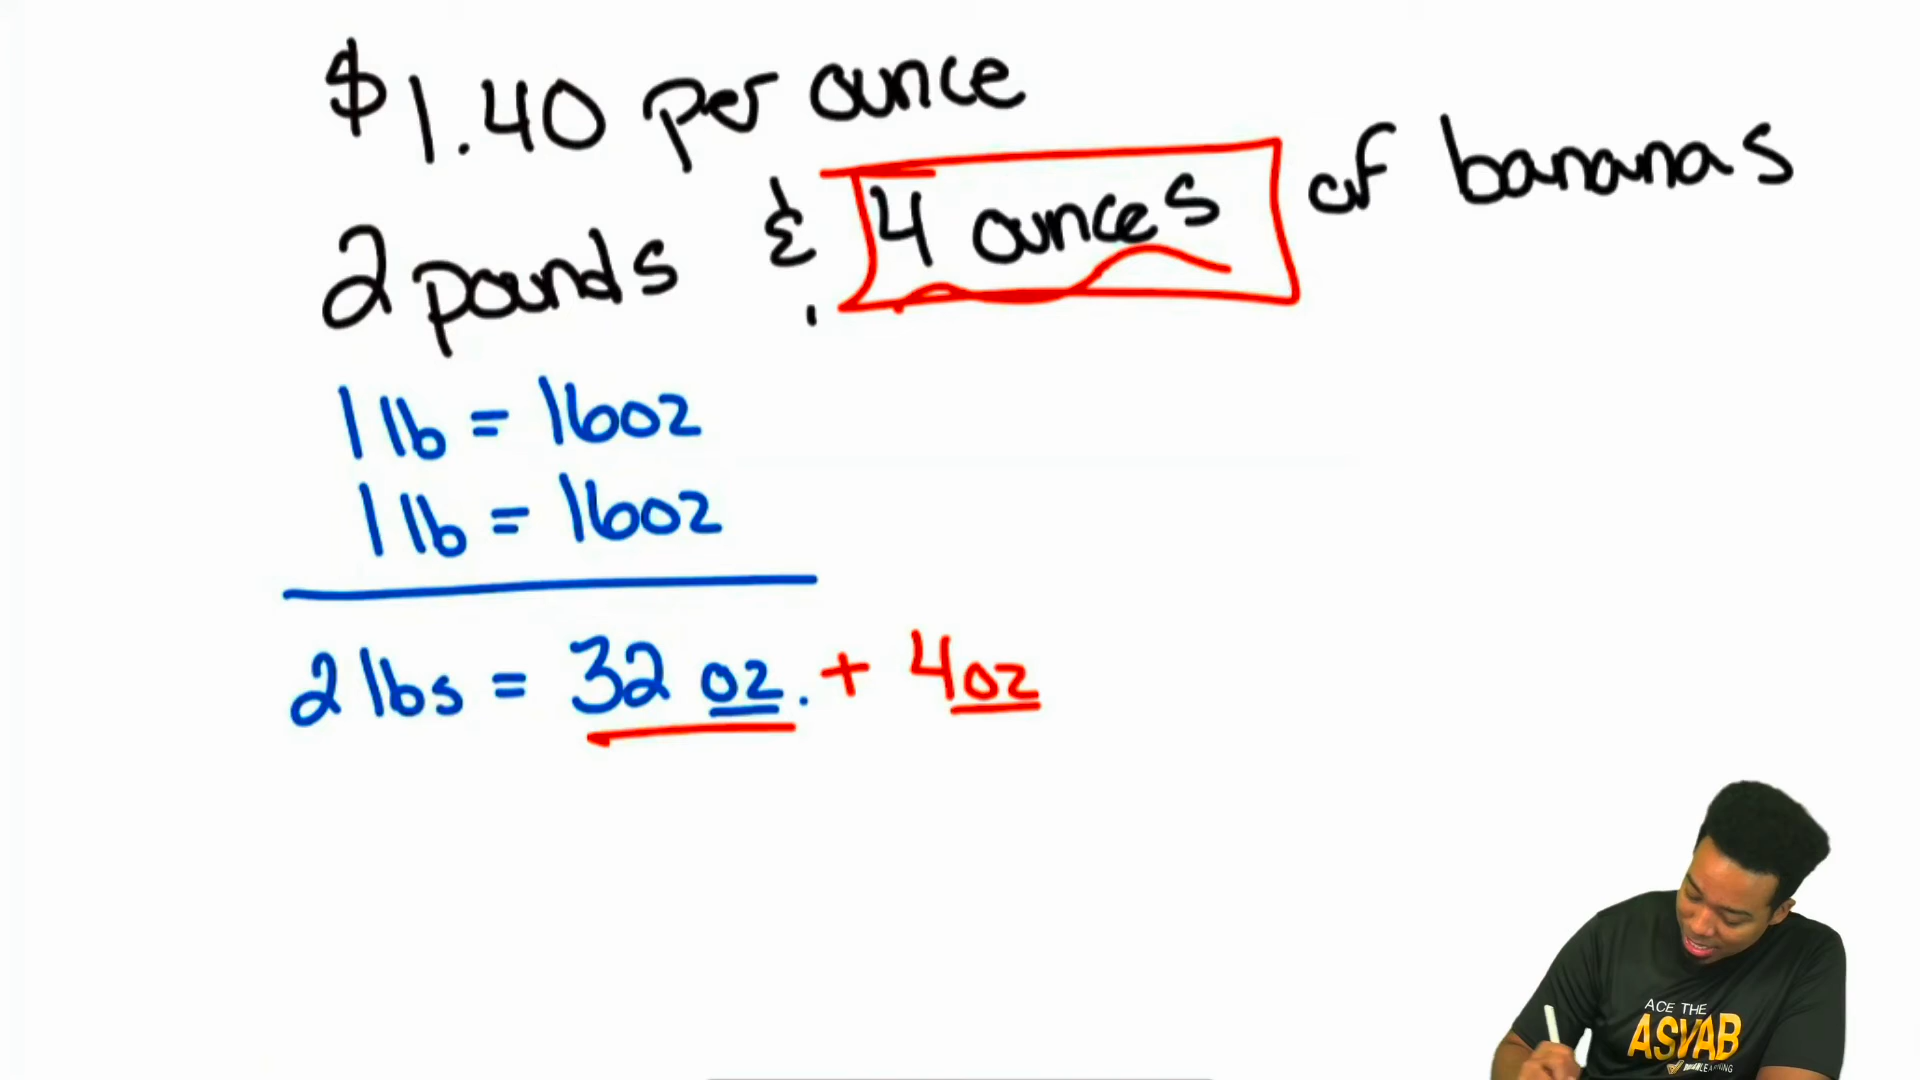 $1.40 per ounce
2 pounds & 4 ounces of bananas
1 lb = 16oz
1 lb = 16oz
2 lbs = 32 oz. + 4oz
ACE THE
ASVAB